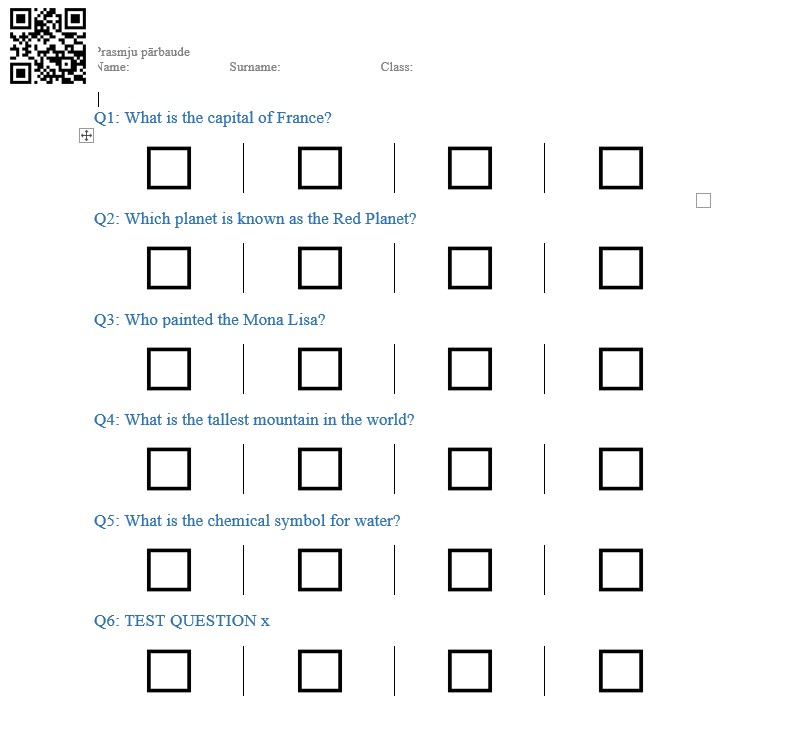 Prasmju pārbaude
Name: Surname: Class:
Q1: What is the capital of France?
Q2: Which planet is known as the Red Planet?
Q3: Who painted the Mona Lisa?
Q4: What is the tallest mountain in the world?
Q5: What is the chemical symbol for water?
Q6: TEST QUESTION x